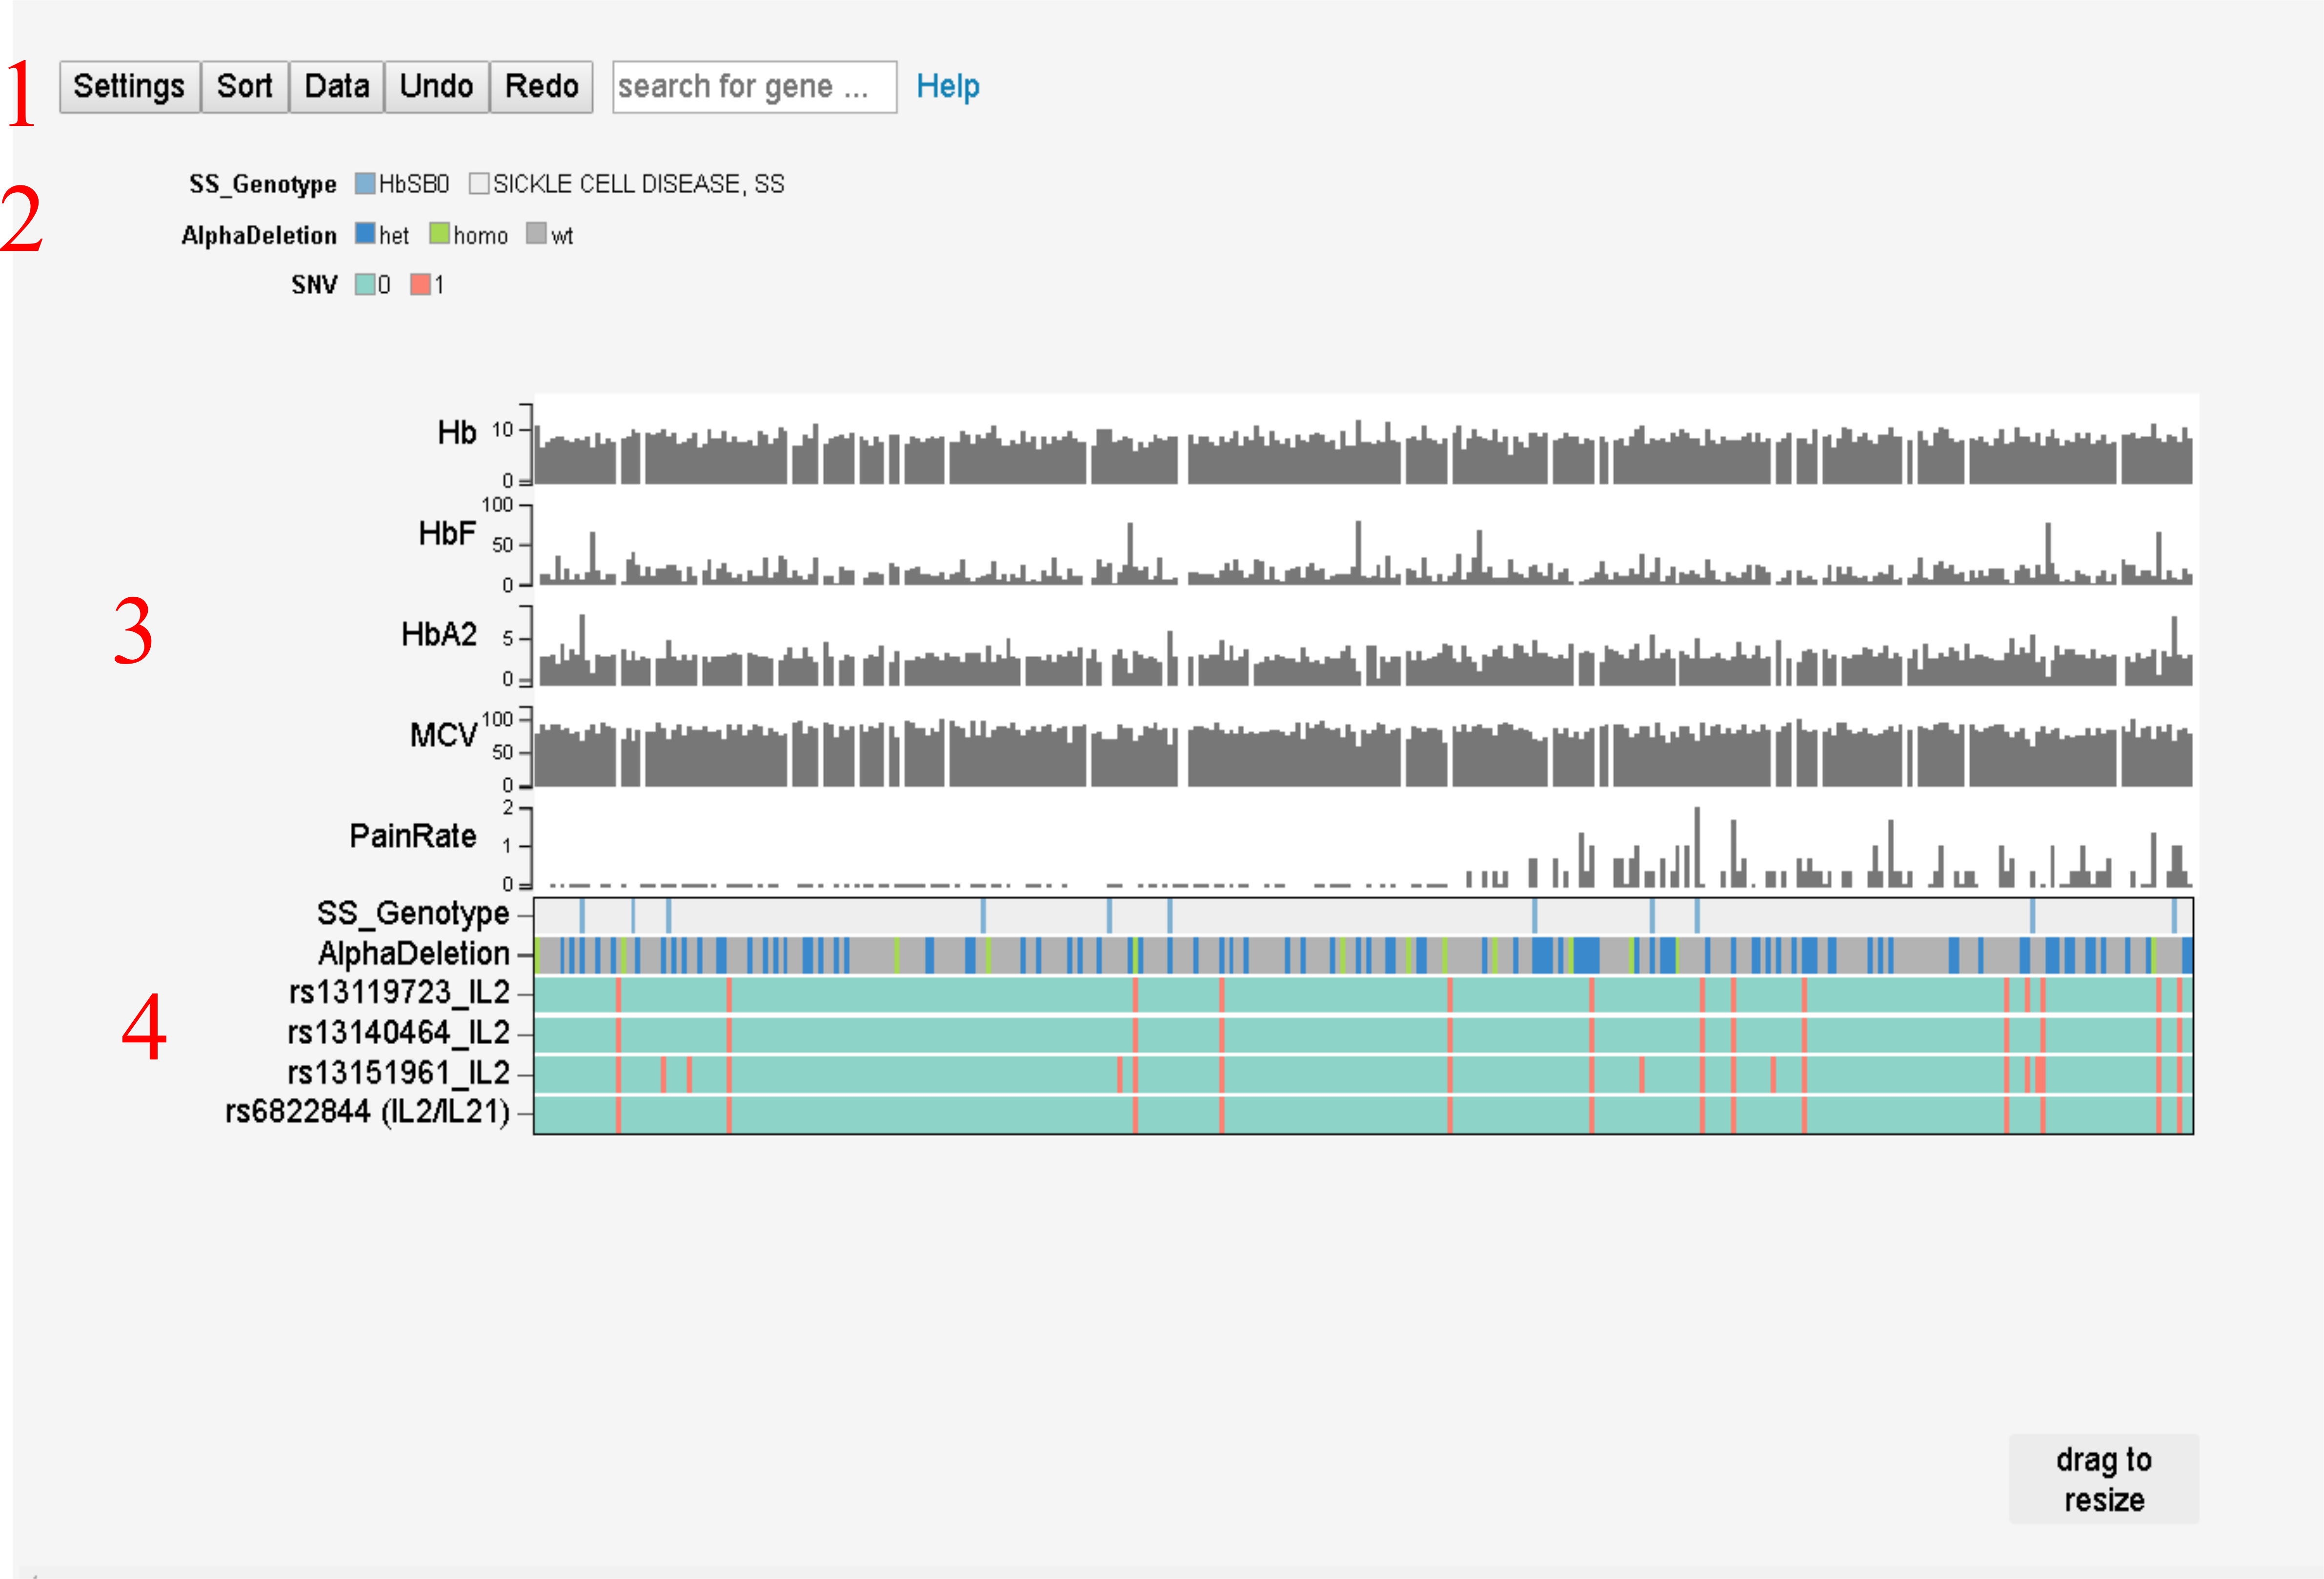 1 Settings Sort Data Undo Redo search for gene ... Help
2 SS_Genotype HbSB0 SICKLE CELL DISEASE, SS
AlphaDeletion het homo wt
SNV 0 1
Hb 10 0
HbF 100 50 0
3 HbA2 5 0
MCV 100 50 0
PainRate 2 1 0
SS_Genotype
AlphaDeletion
rs13119723_IL2
4 rs13140464_IL2
rs13151961_IL2
rs6822844 (IL2/IL21)
drag to
resize